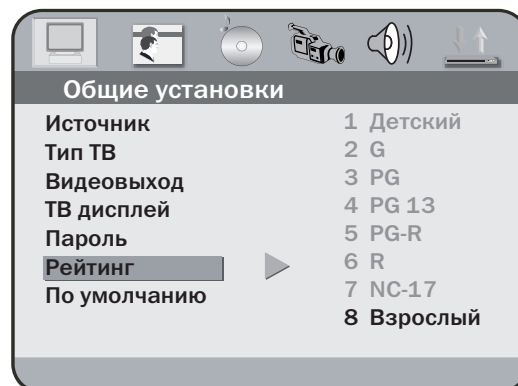 Общие установки
Источник
Тип ТВ
Видеовыход
ТВ дисплей
Пароль
Рейтинг
По умолчанию
1 Детский
2 G
3 PG
4 PG 13
5 PG-R
6 R
7 NC-17
8 Взрослый